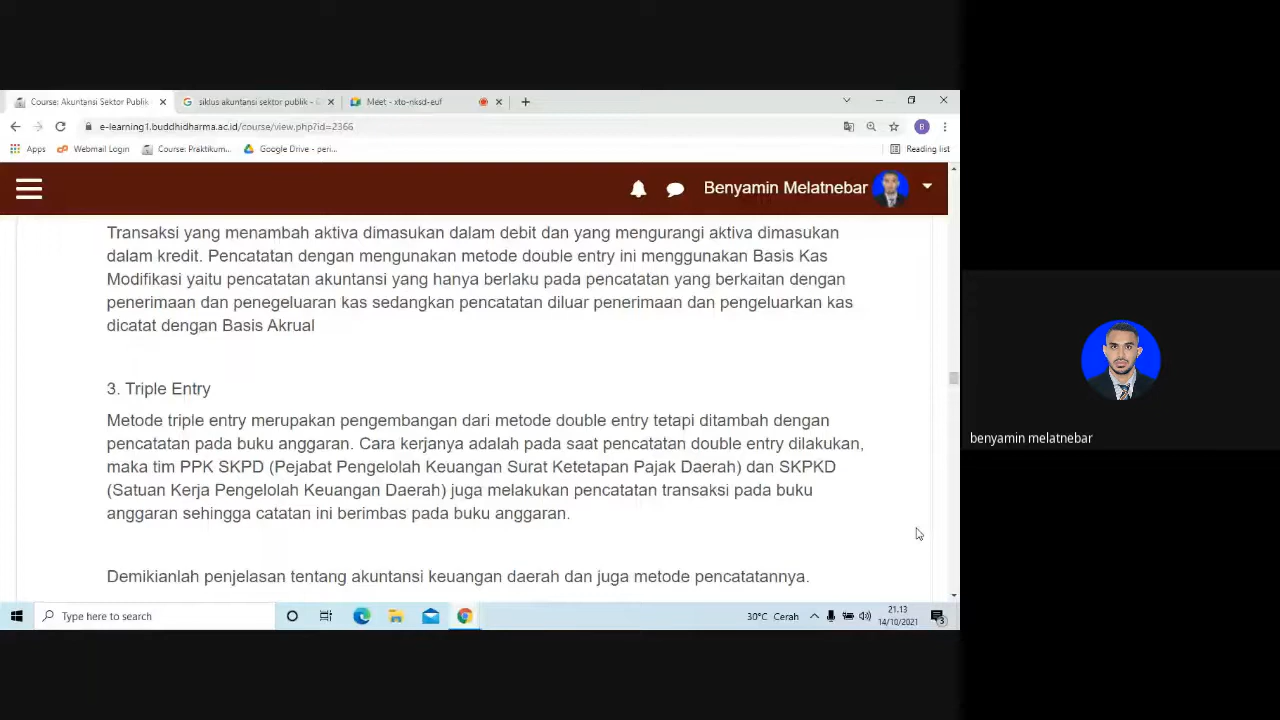 Course: Akuntansi Sektor Publik
siklus akuntansi sektor publik -
Meet - xto-nksd-euf
e-learning1.buddhidharma.ac.id/course/view.php?id=2366
B
Apps
Webmail Login
Course: Praktikum...
Google Drive - peri...
Reading list
Benyamin Melatnebar
Transaksi yang menambah aktiva dimasukan dalam debit dan yang mengurangi aktiva dimasukan
dalam kredit. Pencatatan dengan mengunakan metode double entry ini menggunakan Basis Kas
Modifikasi yaitu pencatatan akuntansi yang hanya berlaku pada pencatatan yang berkaitan dengan
penerimaan dan penegeluaran kas sedangkan pencatatan diluar penerimaan dan pengeluarkan kas
dicatat dengan Basis Akrual
3. Triple Entry
Metode triple entry merupakan pengembangan dari metode double entry tetapi ditambah dengan
pencatatan pada buku anggaran. Cara kerjanya adalah pada saat pencatatan double entry dilakukan,
maka tim PPK SKPD (Pejabat Pengelolah Keuangan Surat Ketetapan Pajak Daerah) dan SKPKD
(Satuan Kerja Pengelolah Keuangan Daerah) juga melakukan pencatatan transaksi pada buku
anggaran sehingga catatan ini berimbas pada buku anggaran.
Demikianlah penjelasan tentang akuntansi keuangan daerah dan juga metode pencatatannya.
benyamin melatnebar
Type here to search
30°C Cerah
21.13
14/10/2021
3